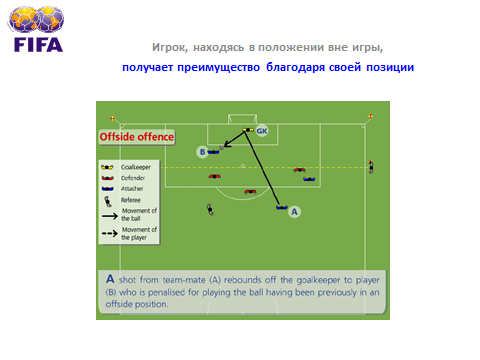 FIFA
Игрок, находясь в положении вне игры,
получает преимущество благодаря своей позиции
Offside offence
GK
B
Goalkeeper
Defender
Attacher
Referee
Movement of
the ball
Movement of
the player
A
A shot from team-mate (A) rebounds off the goalkeeper to player
(B) who is penalised for playing the ball having been previously in an
offside position.